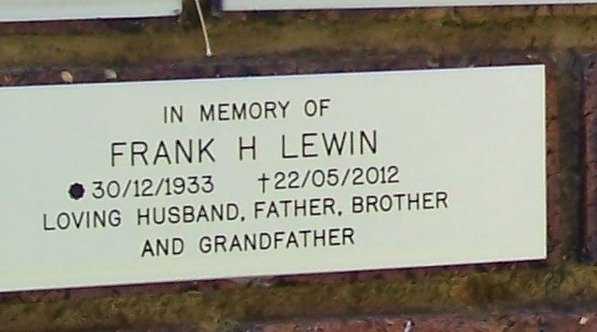 IN MEMORY OF
FRANK H LEWIN
● 30/12/1933 †22/05/2012
LOVING HUSBAND, FATHER, BROTHER
AND GRANDFATHER